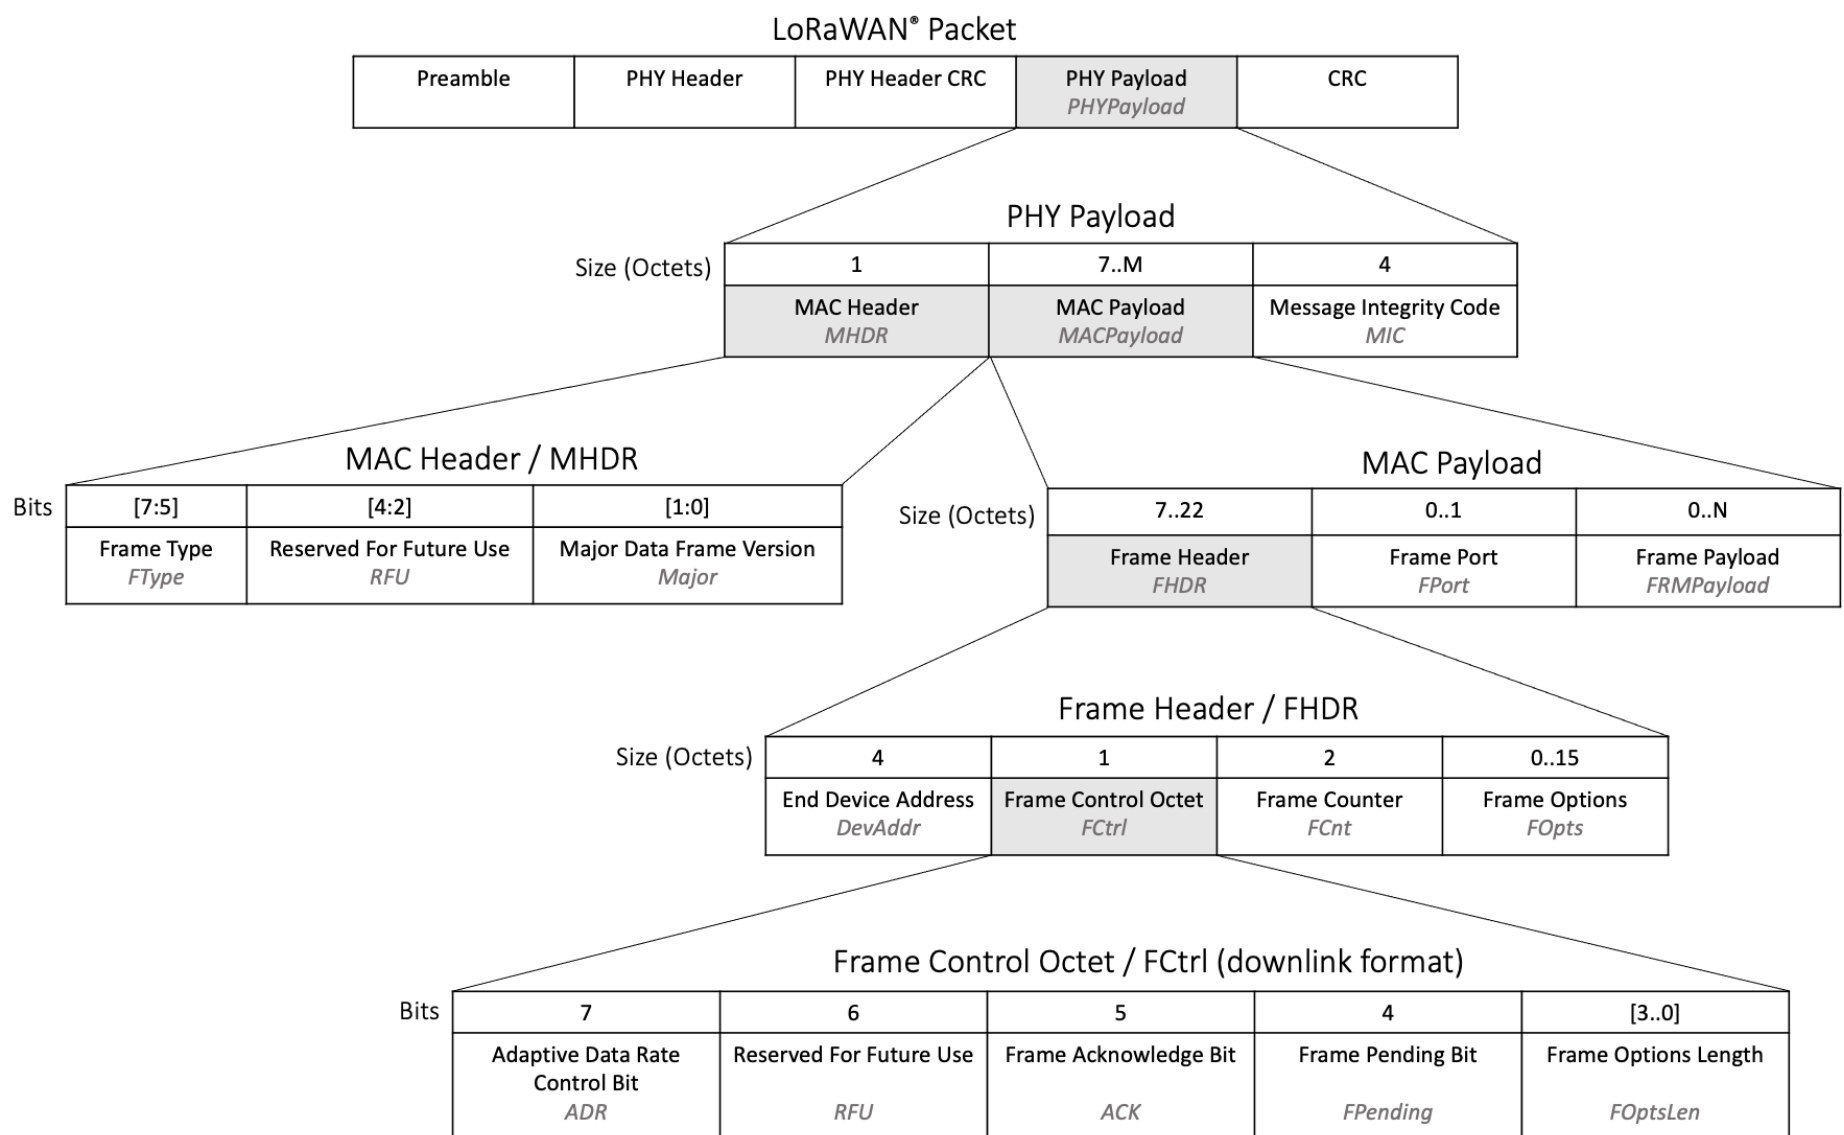 LoRaWAN® Packet
Preamble PHY Header PHY Header CRC PHY Payload CRC
PHYPayload
PHY Payload
Size (Octets) 1 7..M 4
MAC Header MAC Payload Message Integrity Code
MHDR MACPayload MIC
MAC Header / MHDR
Bits [7:5] [4:2] [1:0]
Frame Type Reserved For Future Use Major Data Frame Version
FType RFU Major
MAC Payload
Size (Octets) 7..22 0..1 0..N
Frame Header Frame Port Frame Payload
FHDR FPort FRMPayload
Frame Header / FHDR
Size (Octets) 4 1 2 0..15
End Device Address Frame Control Octet Frame Counter Frame Options
DevAddr FCtrl FCnt FOpts
Frame Control Octet / FCtrl (downlink format)
Bits 7 6 5 4 [3..0]
Adaptive Data Rate Reserved For Future Use Frame Acknowledge Bit Frame Pending Bit Frame Options Length
Control Bit
ADR RFU ACK FPending FOptsLen